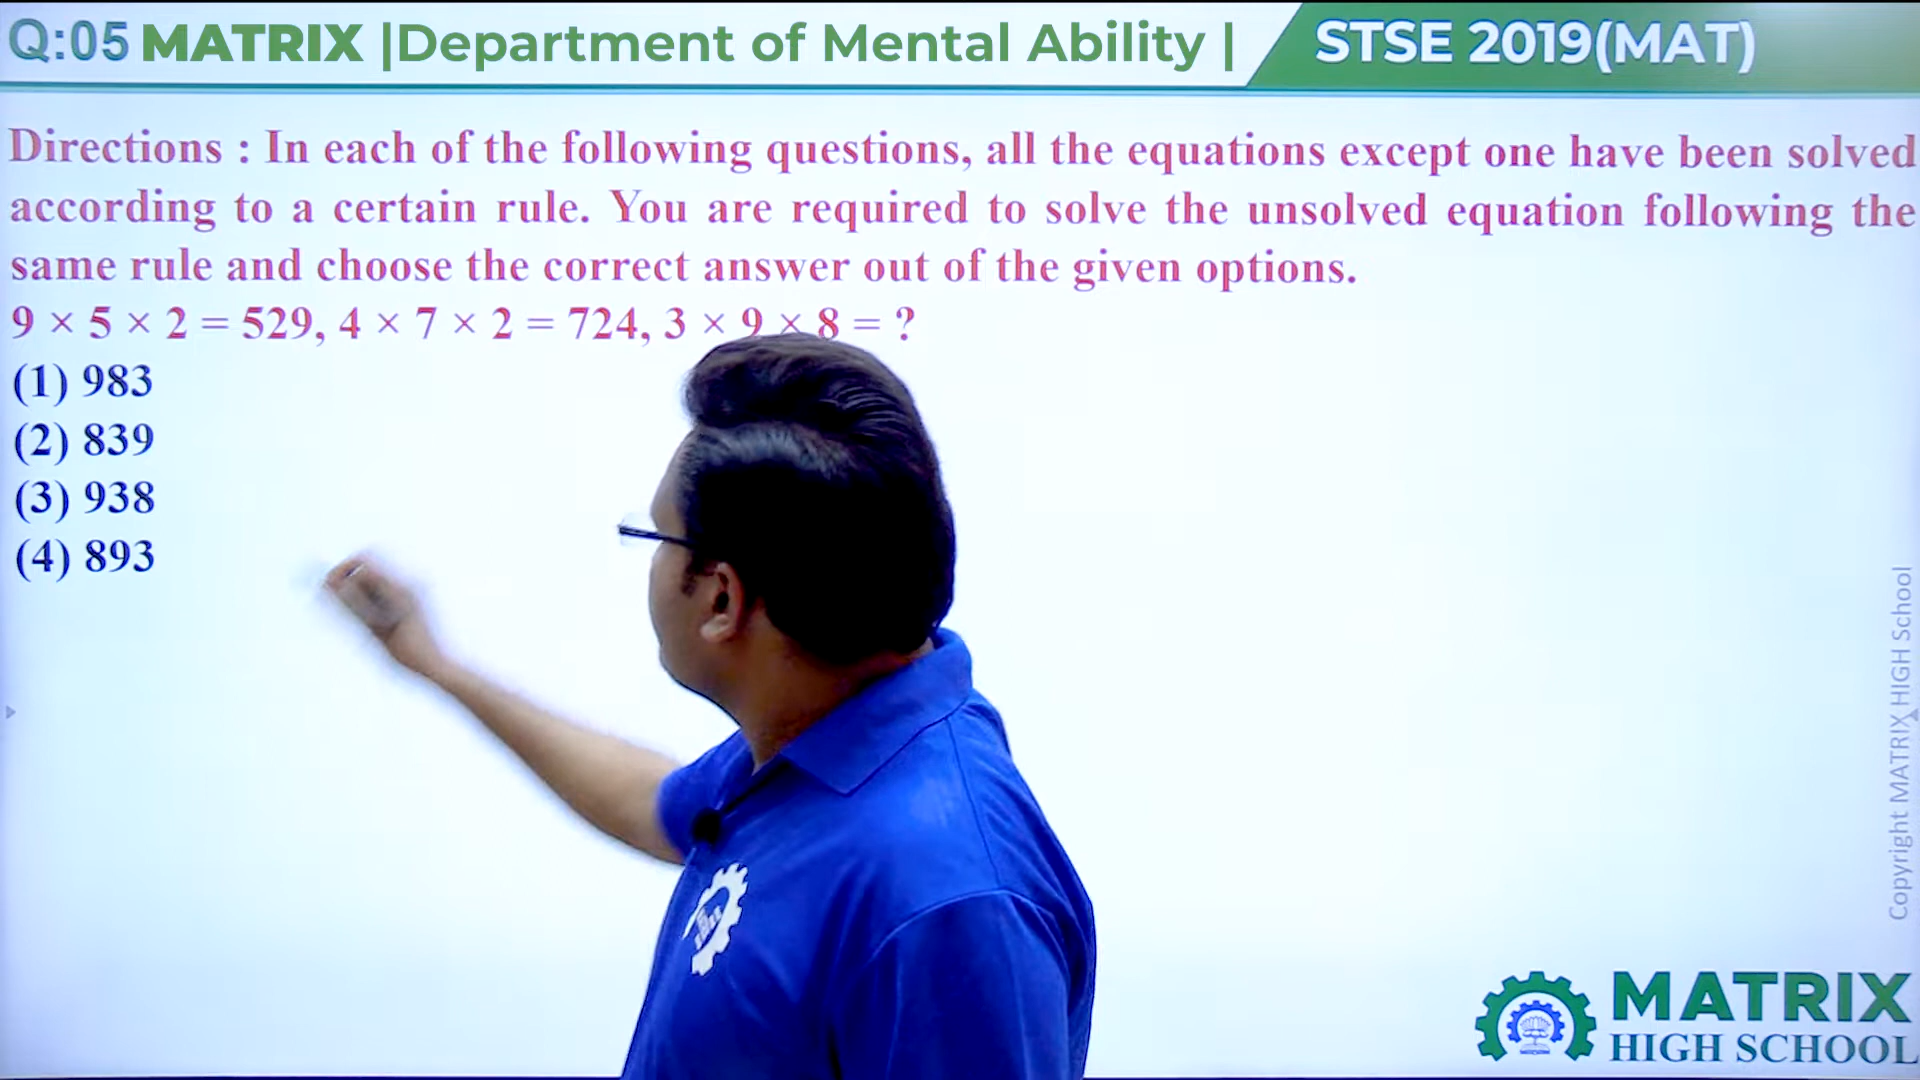 Q:05 MATRIX |Department of Mental Ability | STSE 2019(MAT)
Directions : In each of the following questions, all the equations except one have been solved
according to a certain rule. You are required to solve the unsolved equation following the
same rule and choose the correct answer out of the given options.
9 × 5 × 2 = 529, 4 × 7 × 2 = 724, 3 × 9 × 8 = ?
(1) 983
(2) 839
(3) 938
(4) 893
Copyright MATRIX HIGH School
MATRIX
HIGH SCHOOL